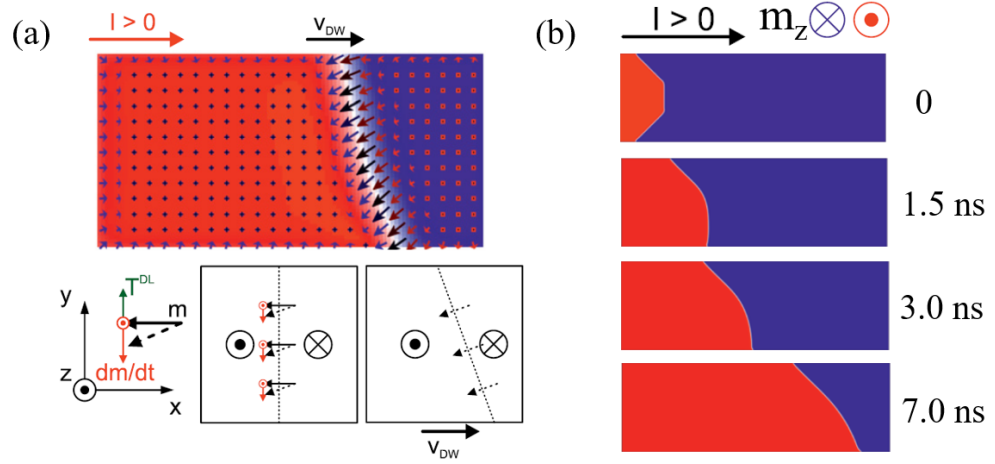 (a)
I > 0
v_DW
T^DL
y
m
z
dm/dt
x
v_DW
(b)
I > 0
m_z
0
1.5 ns
3.0 ns
7.0 ns